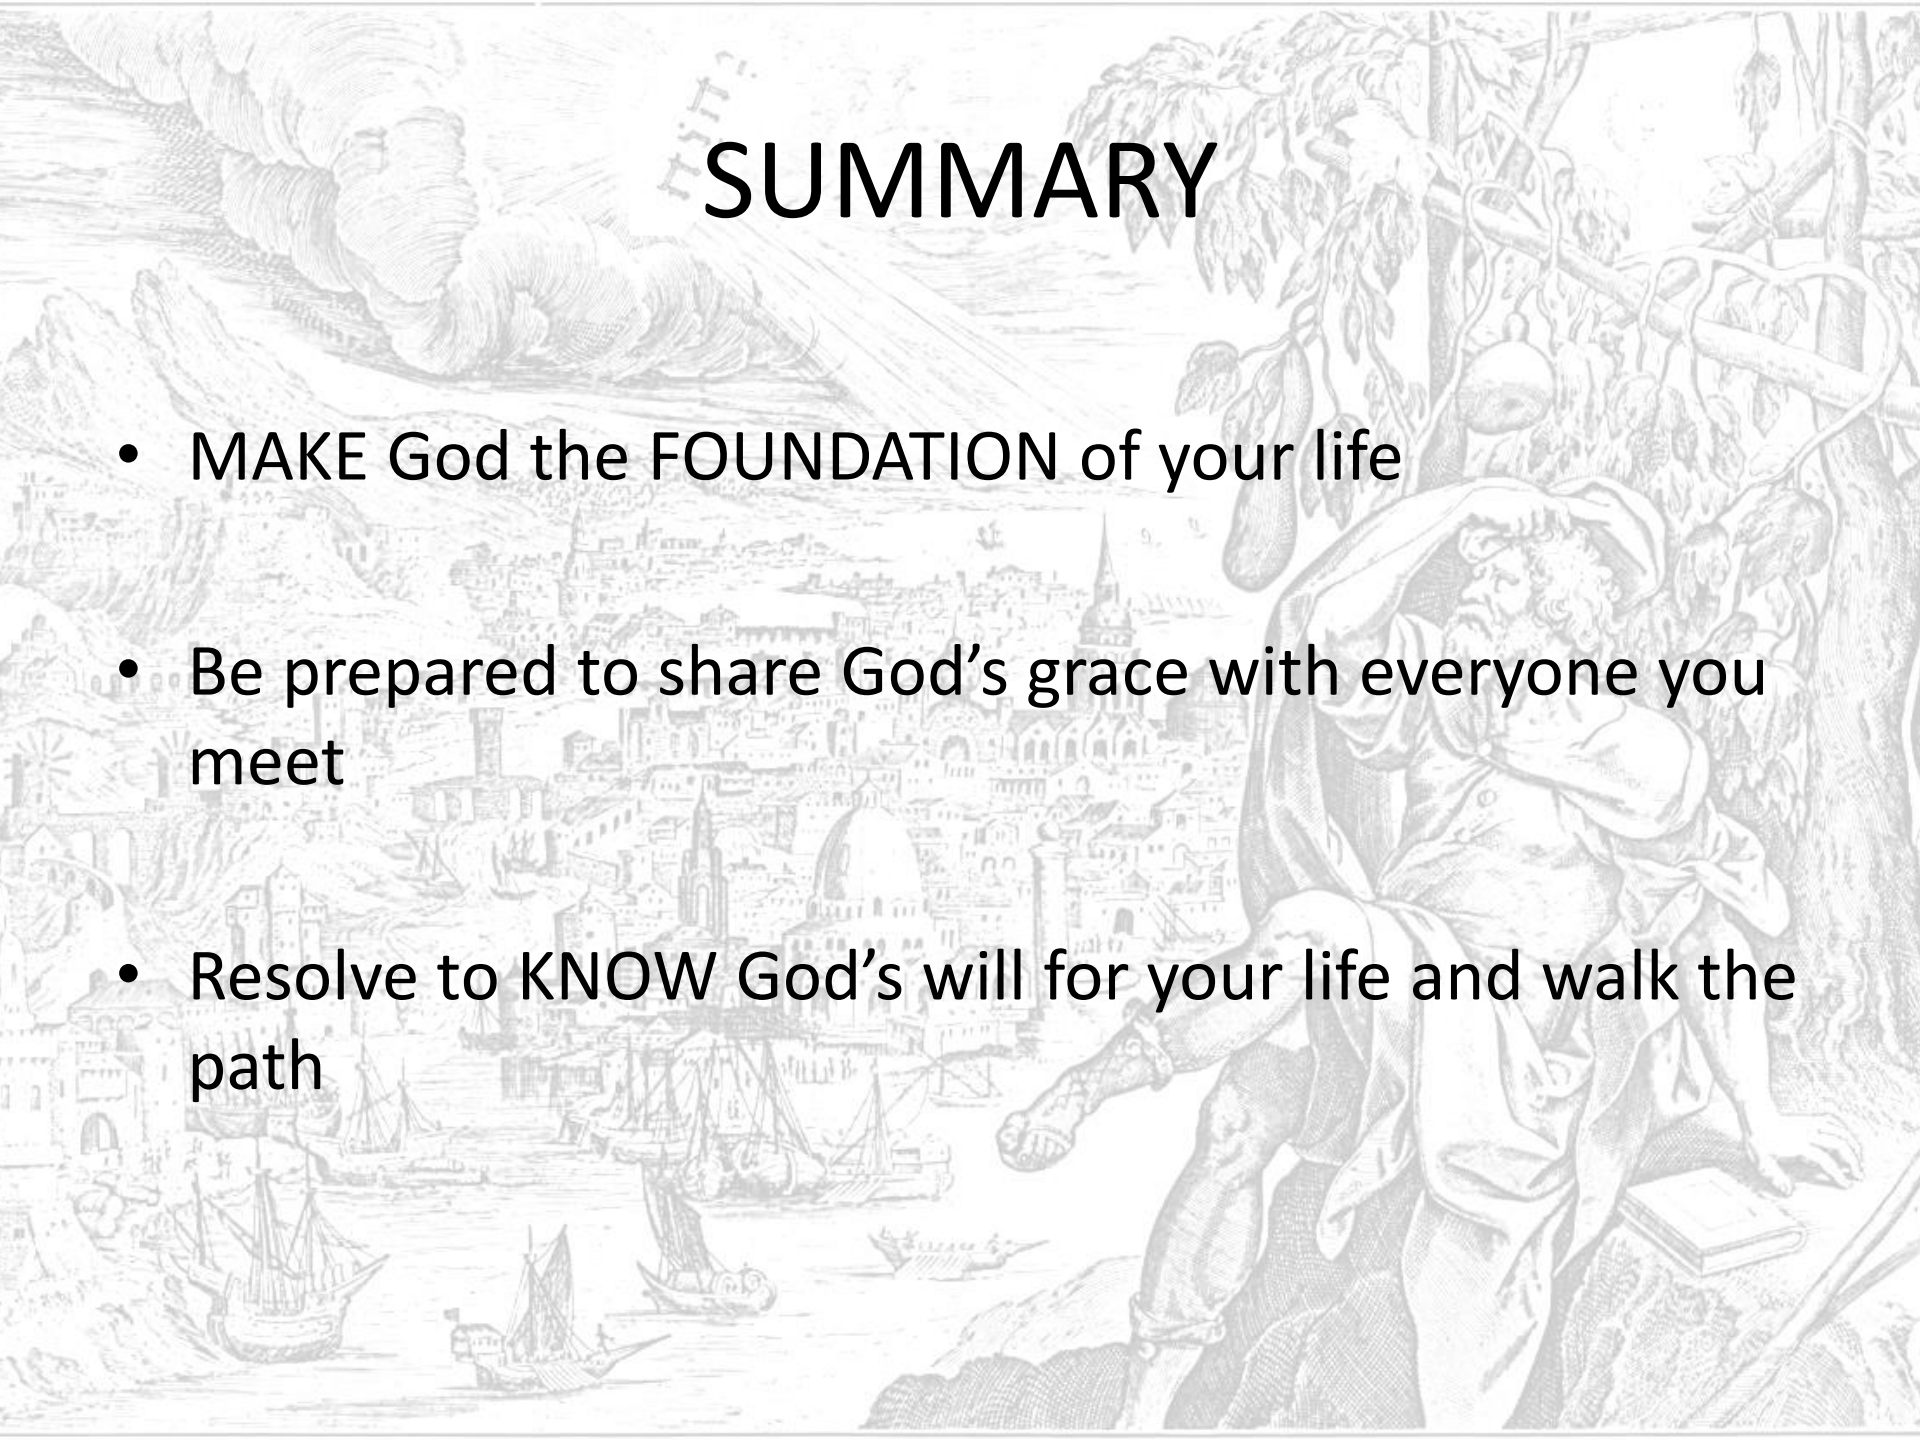 SUMMARY
• MAKE God the FOUNDATION of your life
• Be prepared to share God’s grace with everyone you
meet
• Resolve to KNOW God’s will for your life and walk the
path